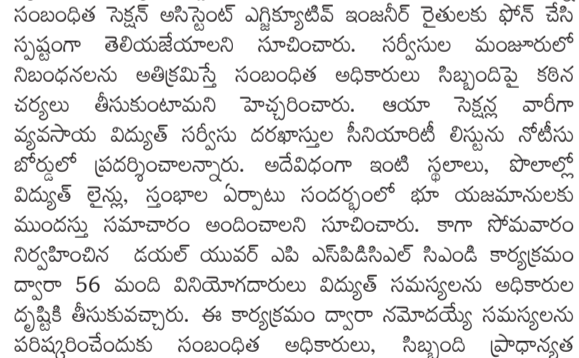 సంబంధిత సెక్షన్ అసిస్టెంట్ ఎగ్జిక్యూటివ్ ఇంజనీర్ రైతులకు ఫోన్ చేసి
స్పష్టంగా తెలియజేయాలని సూచించారు. సర్వీసుల మంజూరులో
నిబంధనలను అతిక్రమిస్తే సంబంధిత అధికారులు సిబ్బందిపై కఠిన
చర్యలు తీసుకుంటామని హెచ్చరించారు. ఆయా సెక్షన్ల వారీగా
వ్యవసాయ విద్యుత్ సర్వీసు దరఖాస్తుల సీనియారిటీ లిస్టును నోటీసు
బోర్డులో ప్రదర్శించాలన్నారు. అదేవిధంగా ఇంటి స్థలాలు, పొలాల్లో
విద్యుత్ లైన్లు, స్తంభాల ఏర్పాటు సందర్భంలో భూ యజమానులకు
ముందస్తు సమాచారం అందించాలని సూచించారు. కాగా సోమవారం
నిర్వహించిన డయల్ యువర్ ఎపి ఎస్‌పిడిసిఎల్ సిఎండి కార్యక్రమం
ద్వారా 56 మంది వినియోగదారులు విద్యుత్ సమస్యలను అధికారుల
దృష్టికి తీసుకువచ్చారు. ఈ కార్యక్రమం ద్వారా నమోదయ్యే సమస్యలను
పరిష్కరించేందుకు సంబంధిత అధికారులు, సిబ్బంది ప్రాధాన్యత